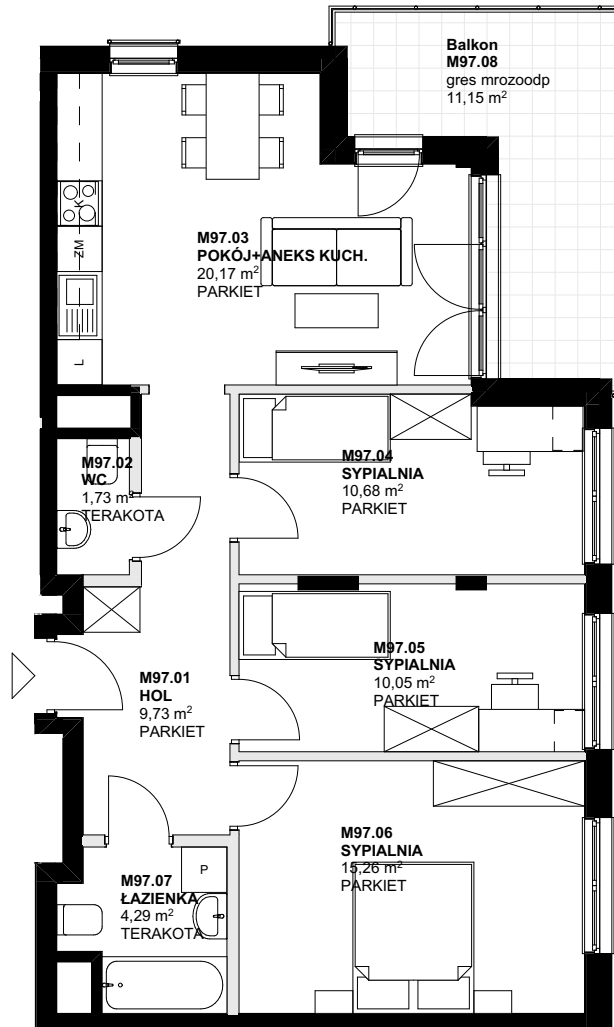 Balkon
M97.08
gres mrozoodp
11,15 m²
K
ZM
L
M97.03
POKÓJ+ANEKS KUCH.
20,17 m²
PARKIET
M97.02
WC
1,73 m
TERAKOTA
M97.04
SYPIALNIA
10,68 m²
PARKIET
M97.05
SYPIALNIA
10,05 m²
PARKIET
M97.01
HOL
9,73 m²
PARKIET
M97.06
SYPIALNIA
15,26 m²
PARKIET
P
M97.07
ŁAZIENKA
4,29 m²
TERAKOTA